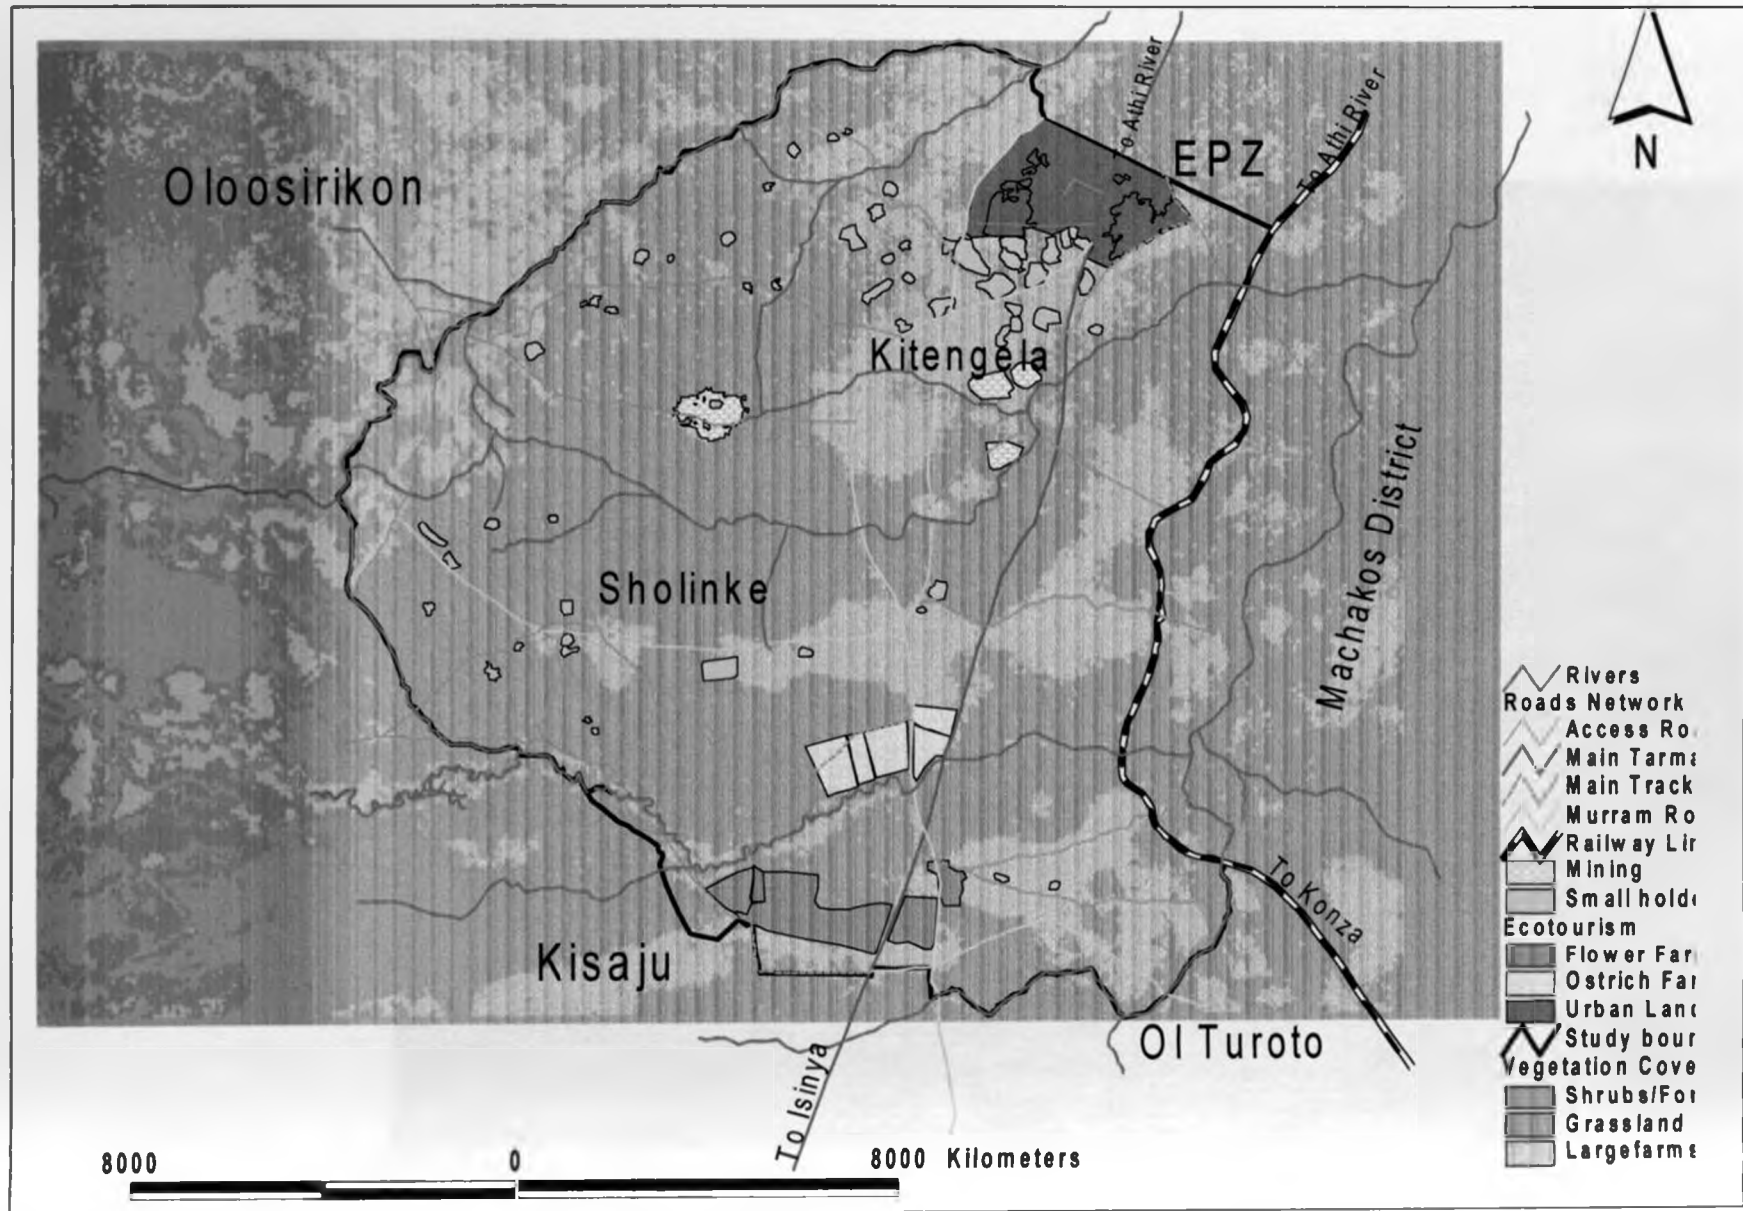 To Athi River
To Athi River
EPZ
N
Oloosirikon
Kitengela
Machakos District
Sholinke
Rivers
Roads Network
Access Ro
Main Tarma
Main Track
Murram Ro
Railway Lin
Mining
Small holde
Ecotourism
Flower Far
Ostrich Far
Urban Land
Study bour
Vegetation Cove
Shrubs/For
Grassland
Largefarms
To Konza
Kisaju
Ol Turoto
To Isinya
8000 0 8000 Kilometers